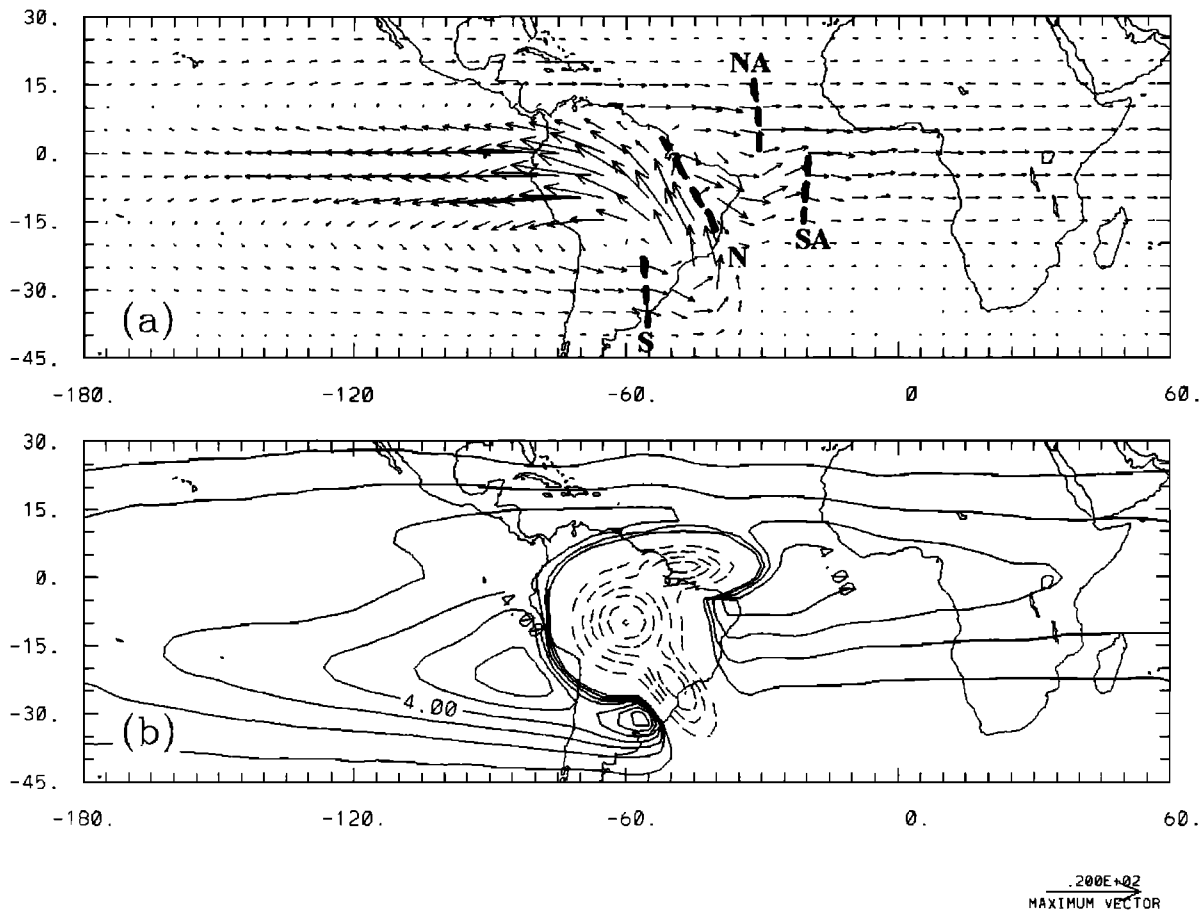 30.
15.
0.
-15.
-30.
-45.
NA
SA
N
S
(a)
-180. -120. -60. 0. 60.
30.
15.
0.
-15.
-30.
-45.
4.00
4.00
4.00
(b)
-180. -120. -60. 0. 60.
.200E+02
MAXIMUM VECTOR